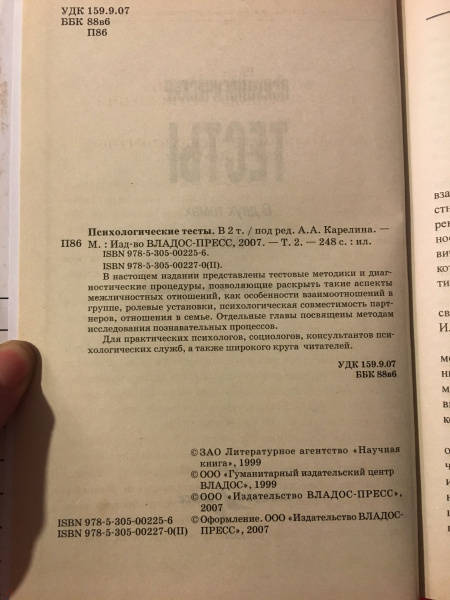 УДК 159.9.07
ББК 88в6
П86
Психологические тесты. В 2 т. / под ред. А.А. Карелина. —
П86 М. : Изд-во ВЛАДОС-ПРЕСС, 2007. — Т. 2. — 248 с. : ил.
ISBN 978-5-305-00225-6.
ISBN 978-5-305-00227-0(II).
В настоящем издании представлены тестовые методики и диаг-
ностические процедуры, позволяющие раскрыть такие аспекты
межличностных отношений, как особенности взаимоотношений в
группе, ролевые установки, психологическая совместимость парт-
неров, отношения в семье. Отдельные главы посвящены методам
исследования познавательных процессов.
Для практических психологов, социологов, консультантов пси-
хологических служб, а также широкого круга читателей.
УДК 159.9.07
ББК 88в6
© ЗАО Литературное агентство «Научная
книга», 1999
© ООО «Гуманитарный издательский центр
ВЛАДОС», 1999
© ООО «Издательство ВЛАДОС-ПРЕСС»,
2007
ISBN 978-5-305-00225-6 © Оформление. ООО «Издательство ВЛАДОС-
ISBN 978-5-305-00227-0(II) ПРЕСС», 2007